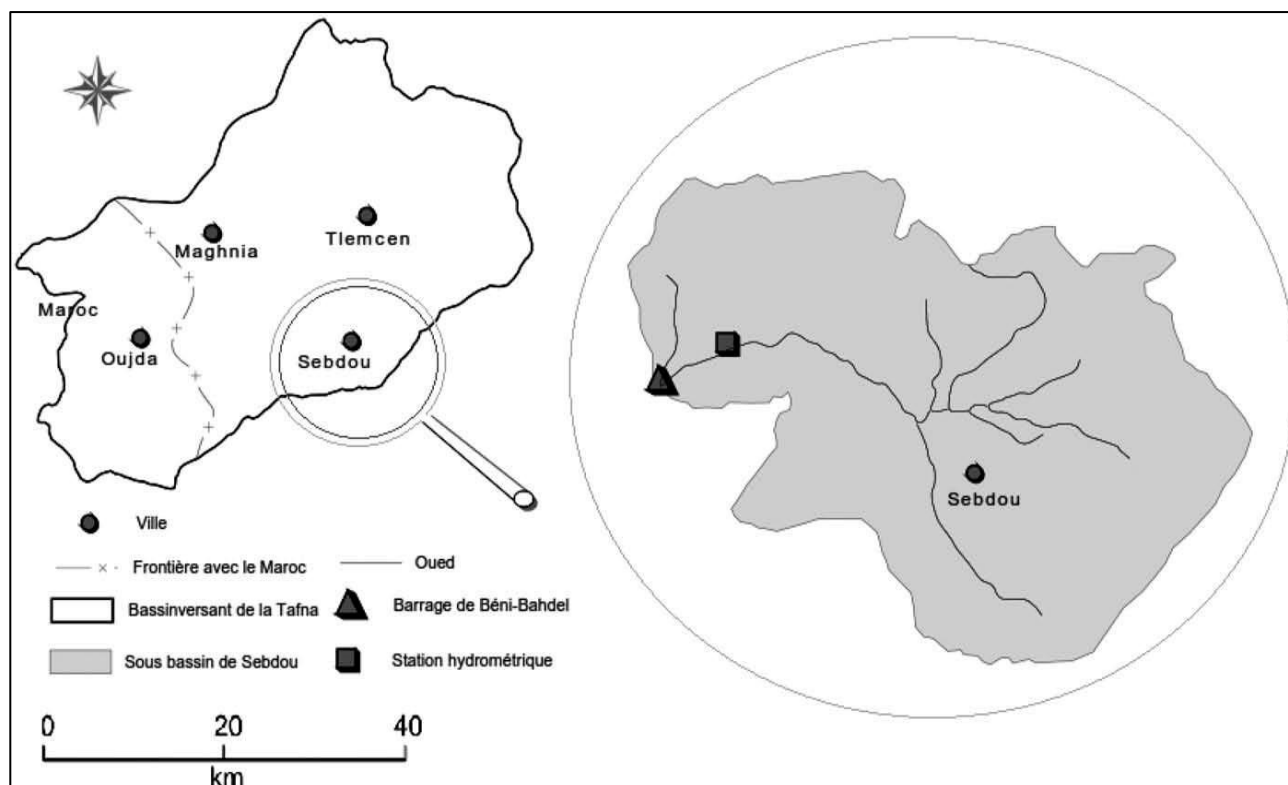 Maghnia
Tlemcen
Maroc
Oujda
Sebdou
Sebdou
Ville
Frontière avec le Maroc
Oued
Bassinversant de la Tafna
Barrage de Béni-Bahdel
Sous bassin de Sebdou
Station hydrométrique
0 20 40
km